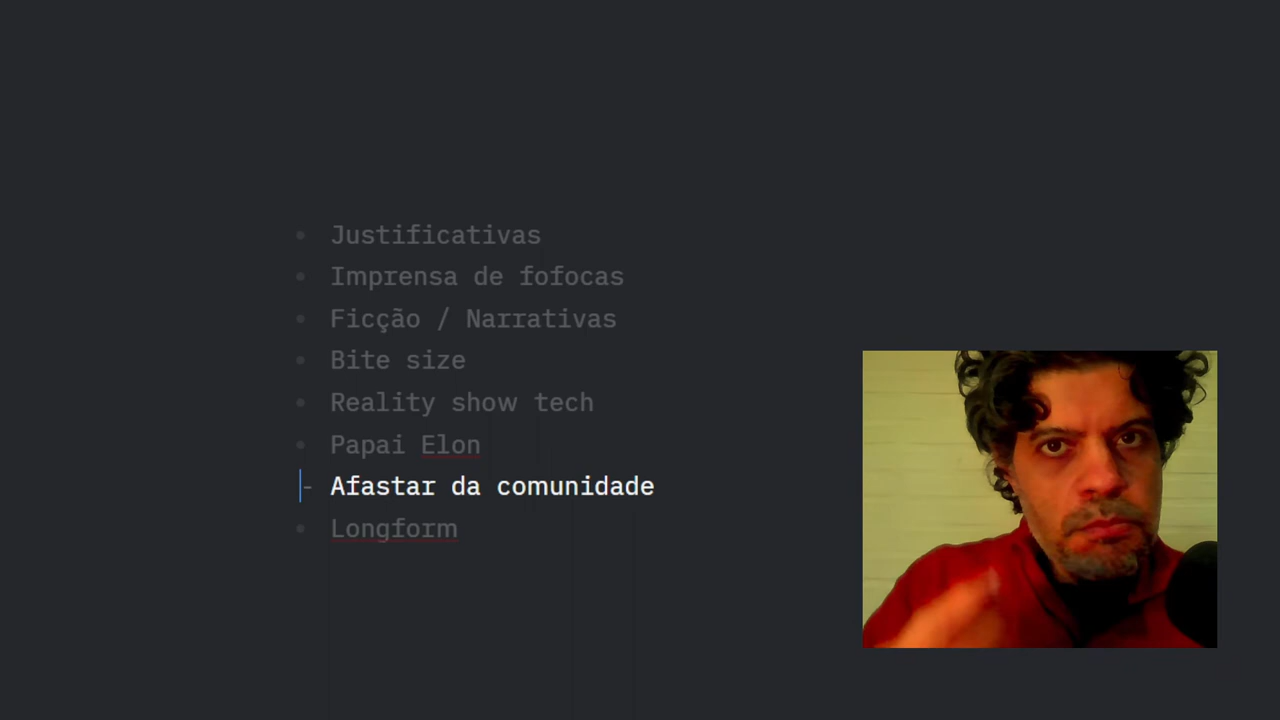 • Justificativas
• Imprensa de fofocas
• Ficção / Narrativas
• Bite size
• Reality show tech
• Papai Elon
- Afastar da comunidade
• Longform